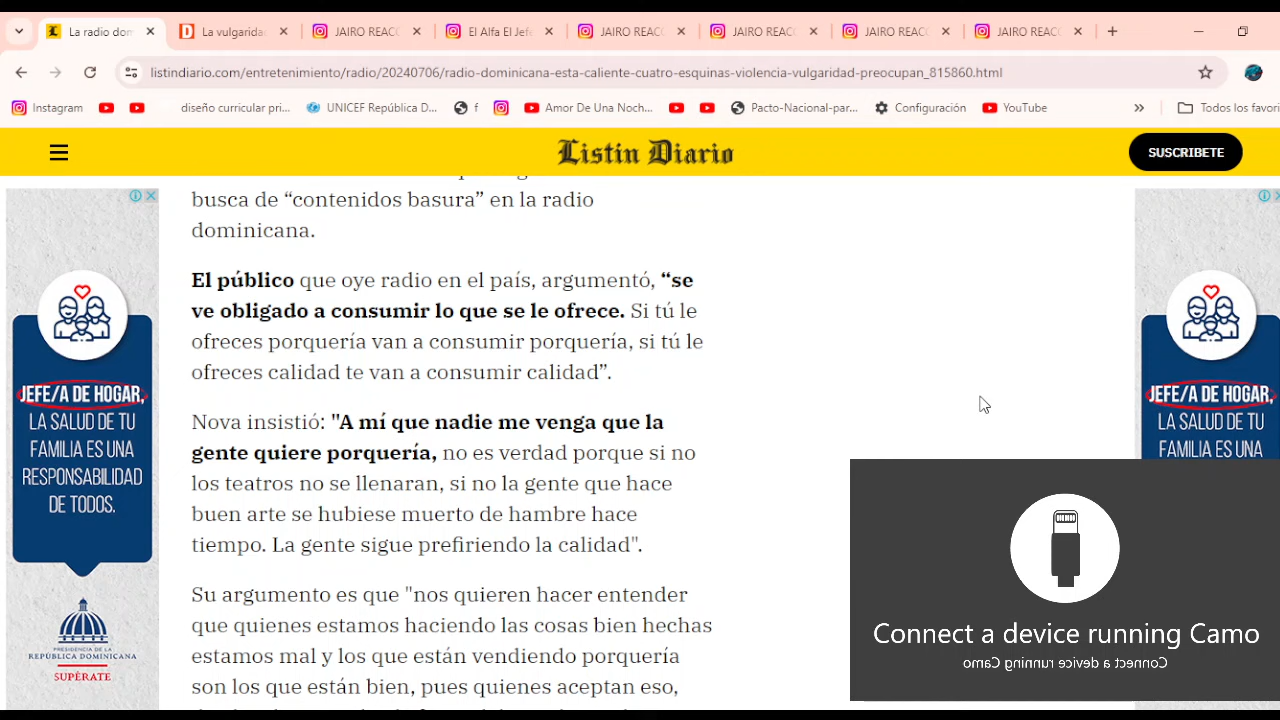 La radio dom
La vulgarida
JAIRO REAC
El Alfa El Jefe
JAIRO REAC
JAIRO REAC
JAIRO REAC
JAIRO REAC
listindiario.com/entretenimiento/radio/20240706/radio-dominicana-esta-caliente-cuatro-esquinas-violencia-vulgaridad-preocupan_815860.html
Instagram
diseño curricular pri...
UNICEF República D...
f
Amor De Una Noch...
Pacto-Nacional-par...
Configuración
YouTube
»
Todos los favori
Listin Diario
SUSCRIBETE
busca de “contenidos basura” en la radio
dominicana.
El público que oye radio en el país, argumentó, “se
ve obligado a consumir lo que se le ofrece. Si tú le
ofreces porquería van a consumir porquería, si tú le
ofreces calidad te van a consumir calidad”.
Nova insistió: "A mí que nadie me venga que la
gente quiere porquería, no es verdad porque si no
los teatros no se llenaran, si no la gente que hace
buen arte se hubiese muerto de hambre hace
tiempo. La gente sigue prefiriendo la calidad".
Su argumento es que "nos quieren hacer entender
que quienes estamos haciendo las cosas bien hechas
estamos mal y los que están vendiendo porquería
son los que están bien, pues quienes aceptan eso,
JEFE/A DE HOGAR,
LA SALUD DE TU
FAMILIA ES UNA
RESPONSABILIDAD
DE TODOS.
PRESIDENCIA DE LA
REPÚBLICA DOMINICANA
SUPÉRATE
JEFE/A DE HOGAR,
LA SALUD DE TU
FAMILIA ES UNA
Connect a device running Camo
Connect a device running Camo